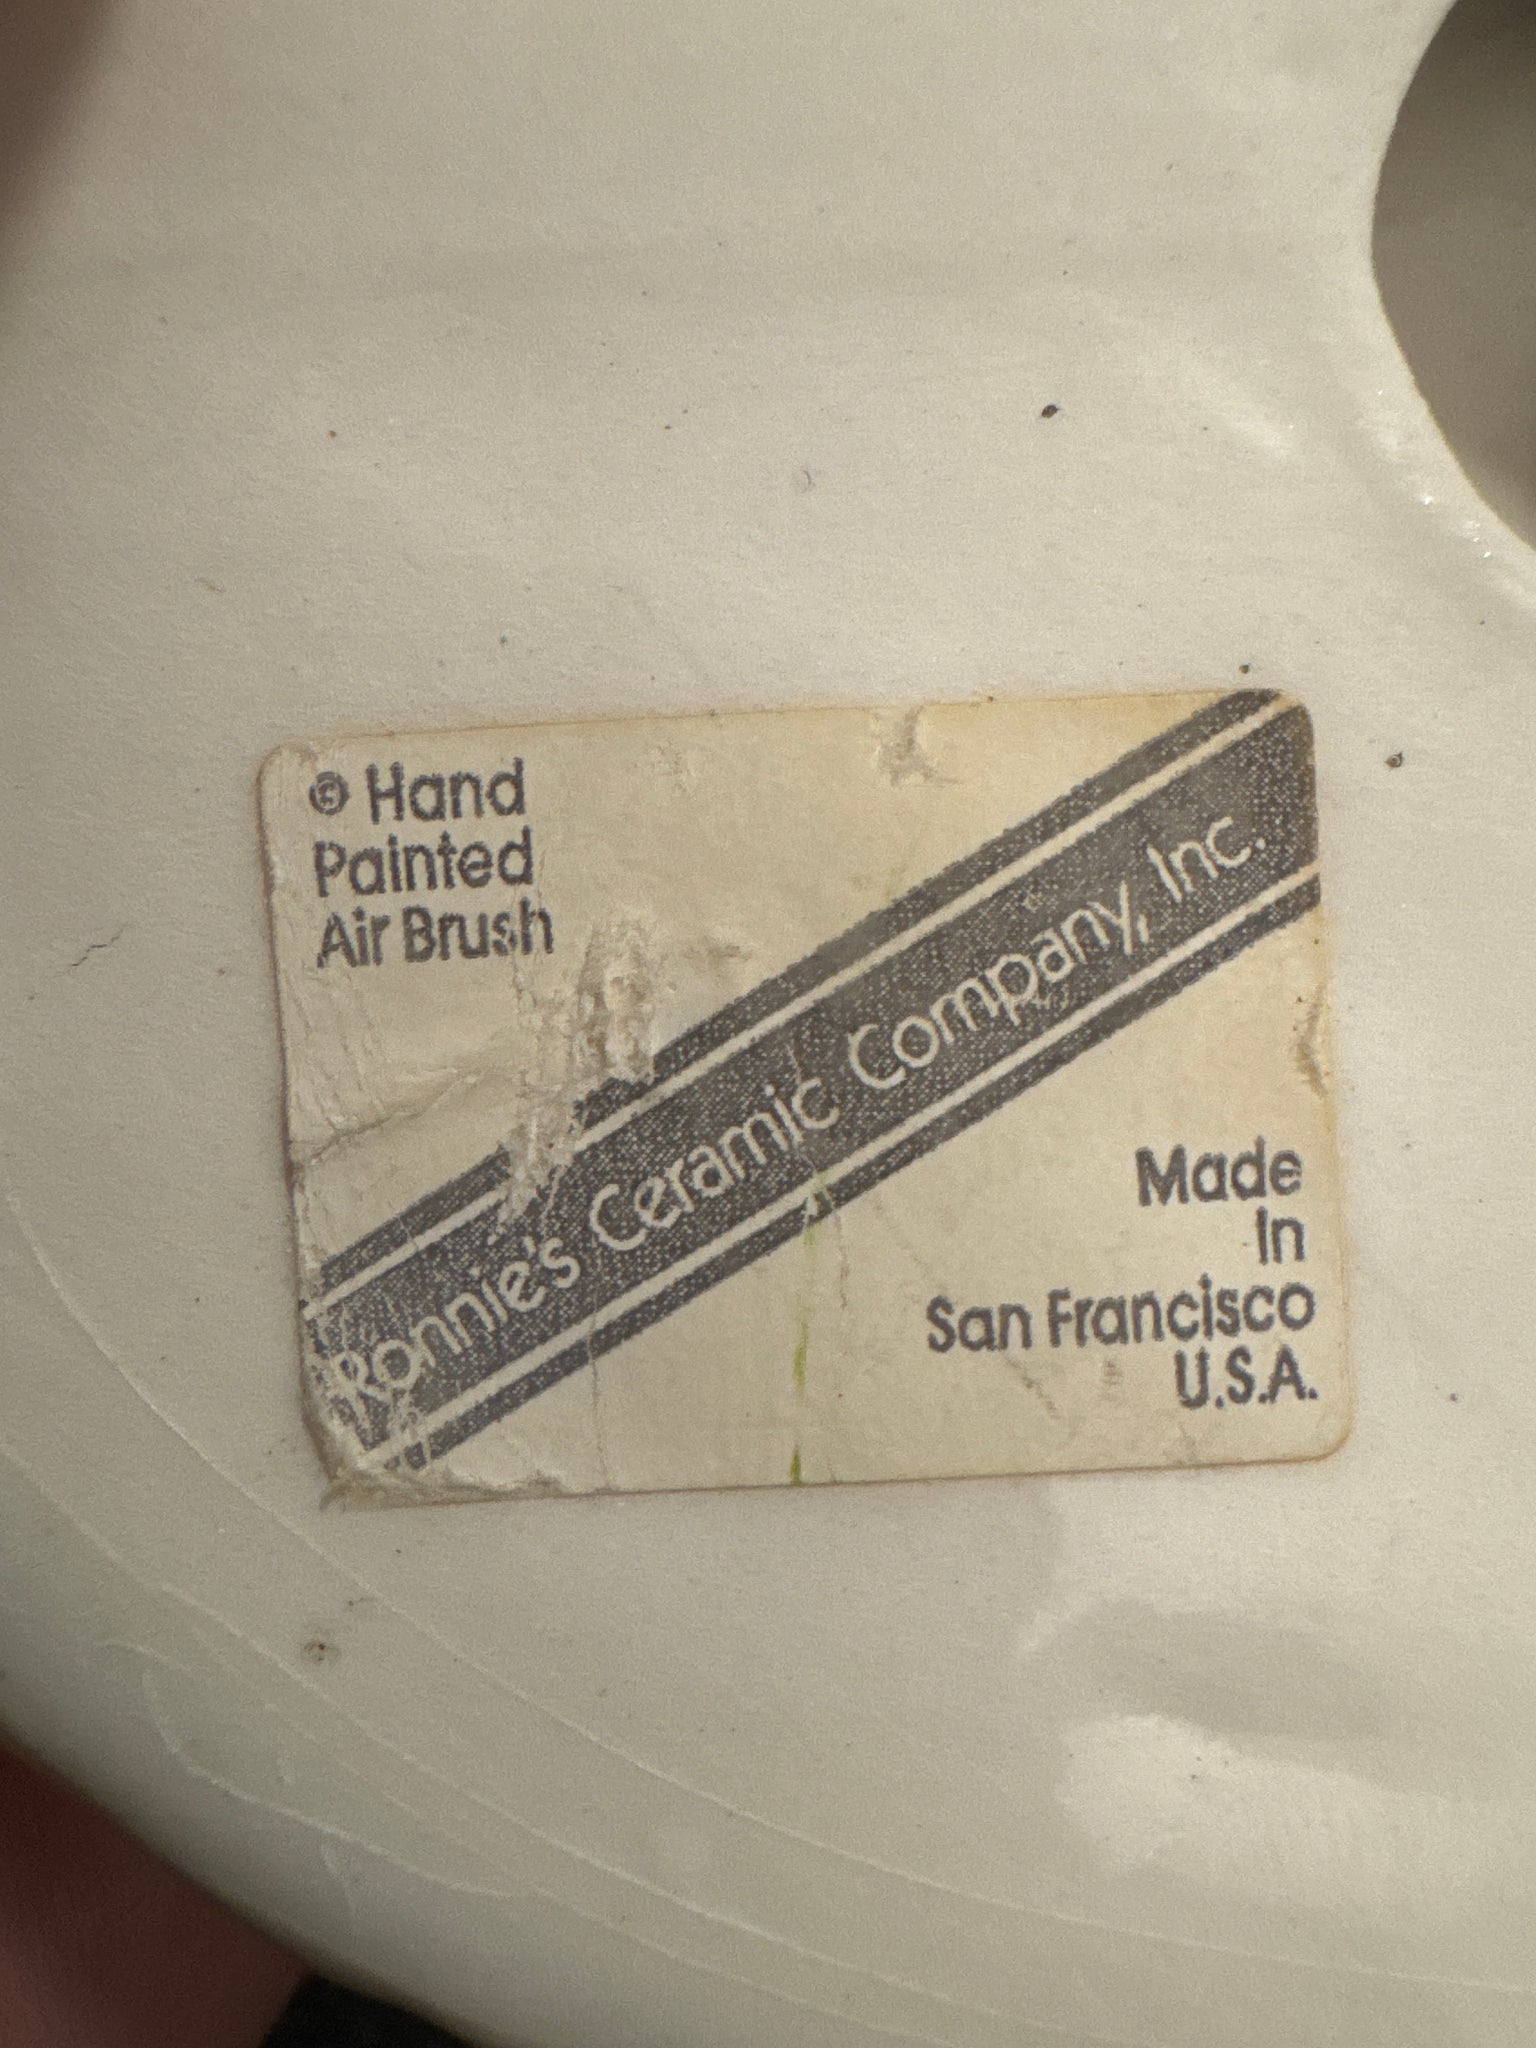 © Hand
Painted
Air Brush
Ronnie's Ceramic Company, Inc.
Made
In
San Francisco
U.S.A.